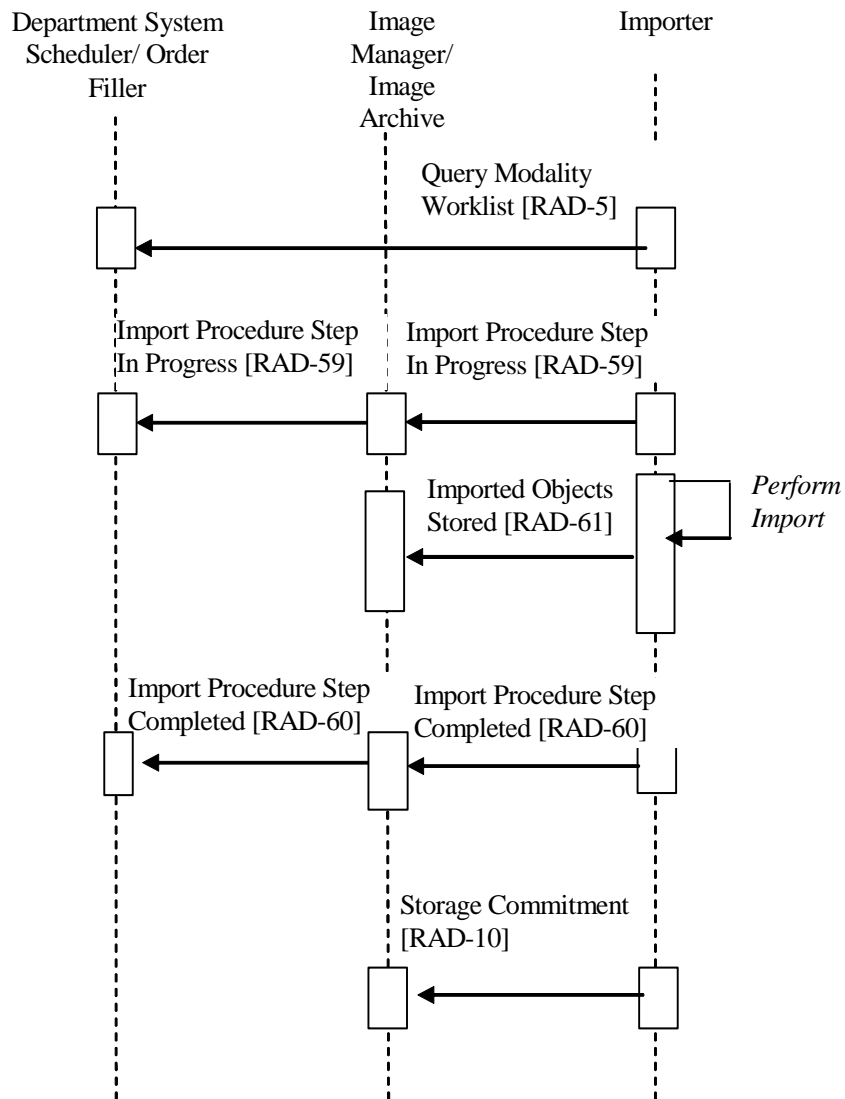 Department System
Scheduler/ Order
Filler
Image
Manager/
Image
Archive
Importer
Query Modality
Worklist [RAD-5]
Import Procedure Step
In Progress [RAD-59]
Import Procedure Step
In Progress [RAD-59]
Imported Objects
Stored [RAD-61]
Perform
Import
Import Procedure Step
Completed [RAD-60]
Import Procedure Step
Completed [RAD-60]
Storage Commitment
[RAD-10]